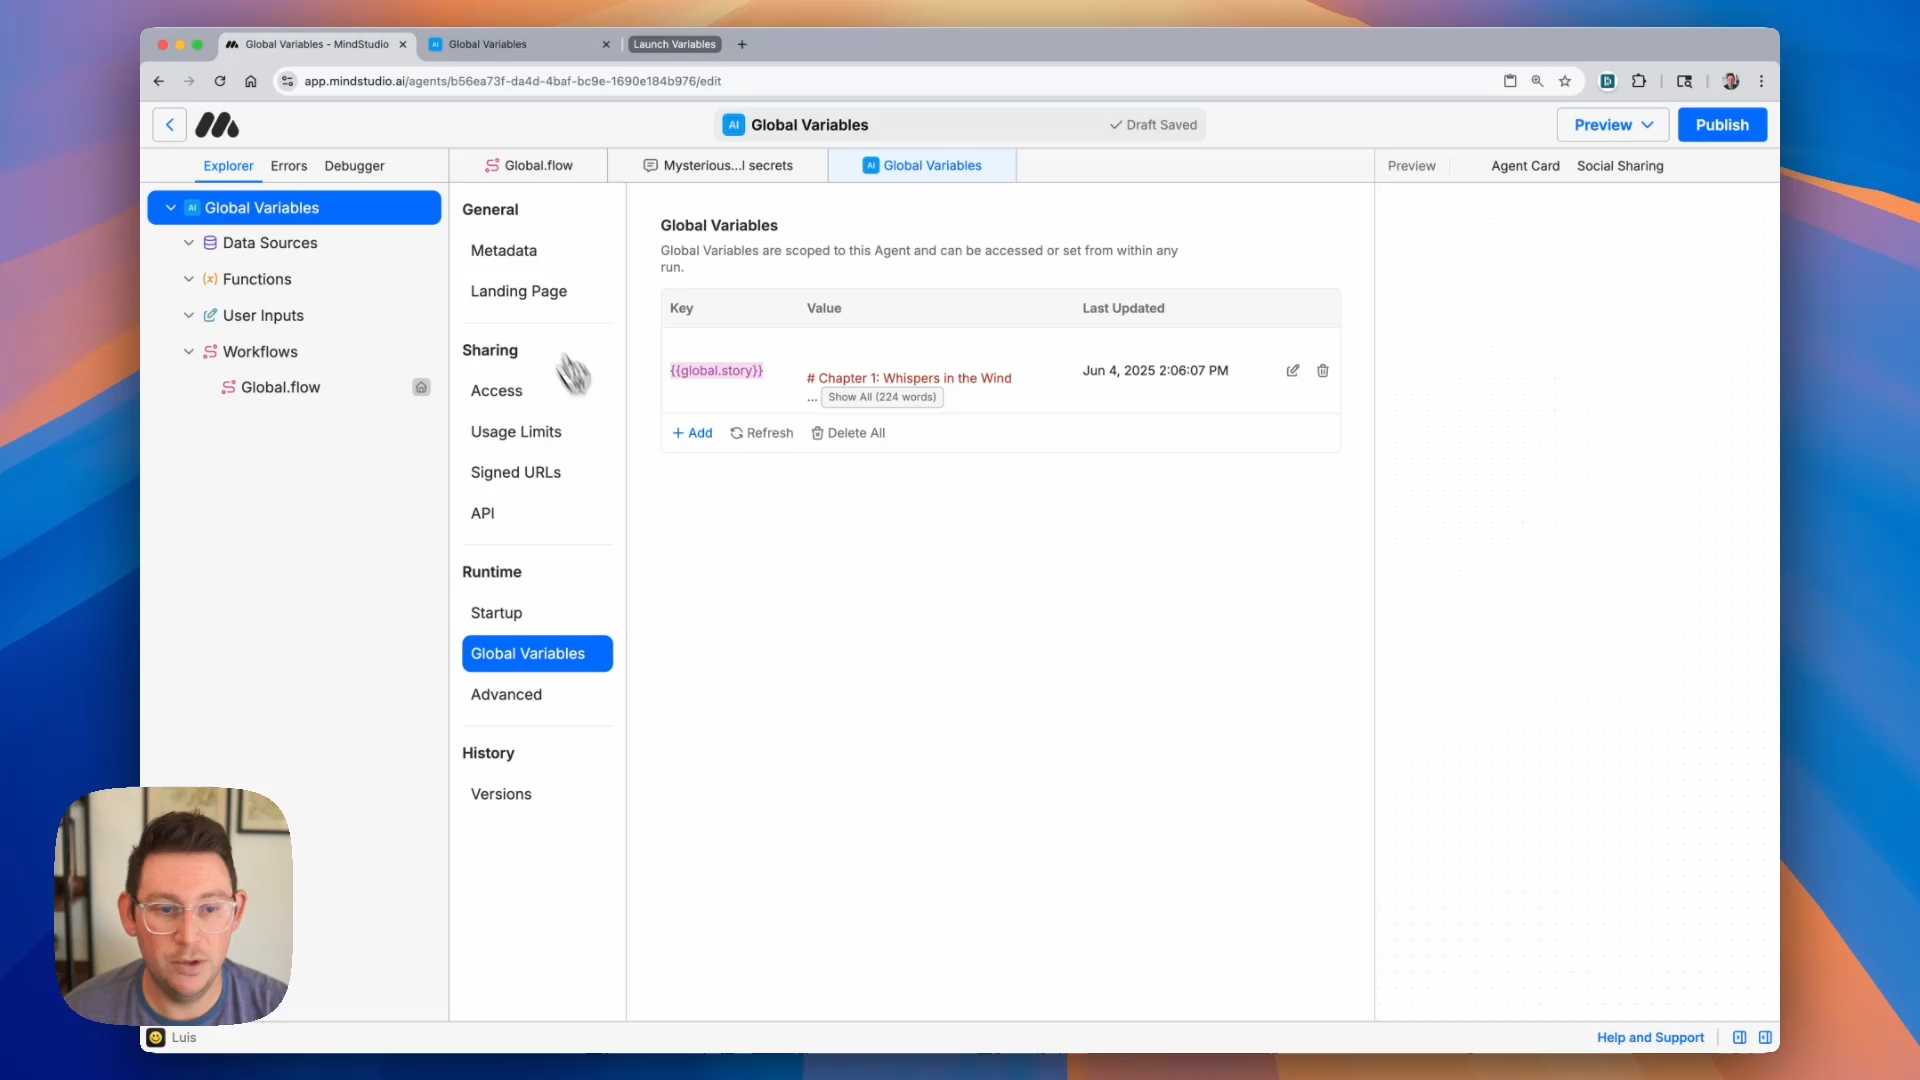 Global Variables - MindStudio
Global Variables
Launch Variables
app.mindstudio.ai/agents/b56ea73f-da4d-4baf-bc9e-1690e184b976/edit
AI Global Variables
Draft Saved
Preview
Publish
Explorer
Errors
Debugger
Global.flow
Mysterious...l secrets
AI Global Variables
Preview
Agent Card
Social Sharing
AI Global Variables
Data Sources
(x) Functions
User Inputs
Workflows
Global.flow
General
Metadata
Landing Page
Sharing
Access
Usage Limits
Signed URLs
API
Runtime
Startup
Global Variables
Advanced
History
Versions
Global Variables
Global Variables are scoped to this Agent and can be accessed or set from within any
run.
Key
Value
Last Updated
{{global.story}}
# Chapter 1: Whispers in the Wind
... Show All (224 words)
Jun 4, 2025 2:06:07 PM
+ Add
Refresh
Delete All
Luis
Help and Support